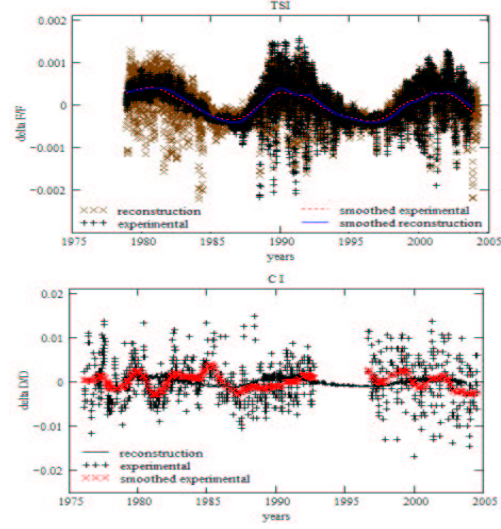 TSI
0.002
0.001
0
−0.001
−0.002
delta F/F
reconstruction
experimental
smoothed experimental
smoothed reconstruction
1975 1980 1985 1990 1995 2000 2005
years
C I
0.02
0.01
0
−0.01
−0.02
delta D/D
reconstruction
experimental
smoothed experimental
1975 1980 1985 1990 1995 2000 2005
years